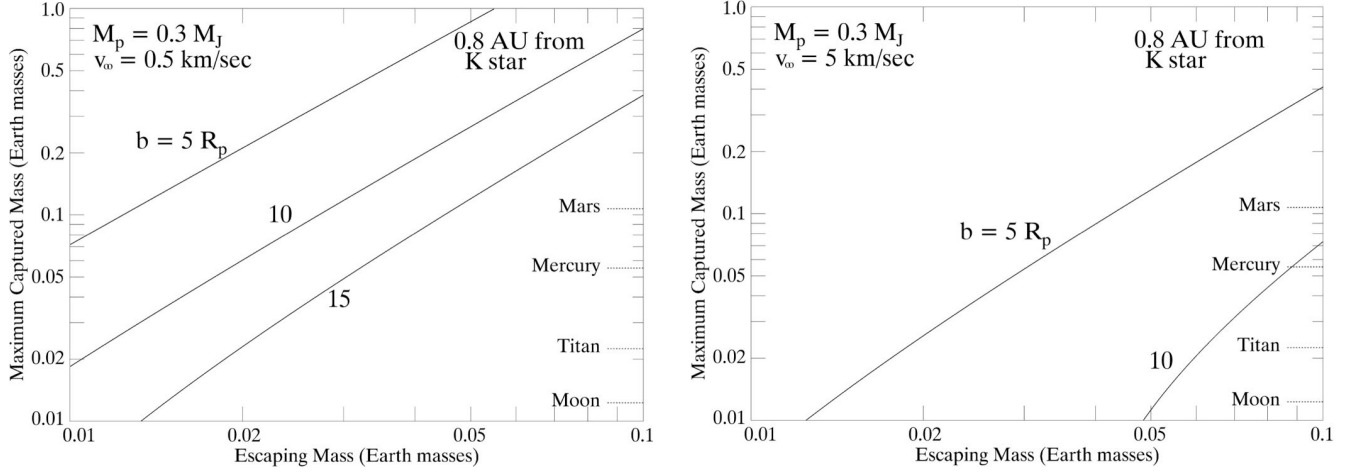 Maximum Captured Mass (Earth masses)
1.0
0.5
0.2
0.1
0.05
0.02
0.01
M_p = 0.3 M_J
v_∞ = 0.5 km/sec
0.8 AU from
K star
b = 5 R_p
10
15
Mars
Mercury
Titan
Moon
0.01
0.02
0.05
0.1
Escaping Mass (Earth masses)
Maximum Captured Mass (Earth masses)
1.0
0.5
0.2
0.1
0.05
0.02
0.01
M_p = 0.3 M_J
v_∞ = 5 km/sec
0.8 AU from
K star
b = 5 R_p
10
Mars
Mercury
Titan
Moon
0.01
0.02
0.05
0.1
Escaping Mass (Earth masses)